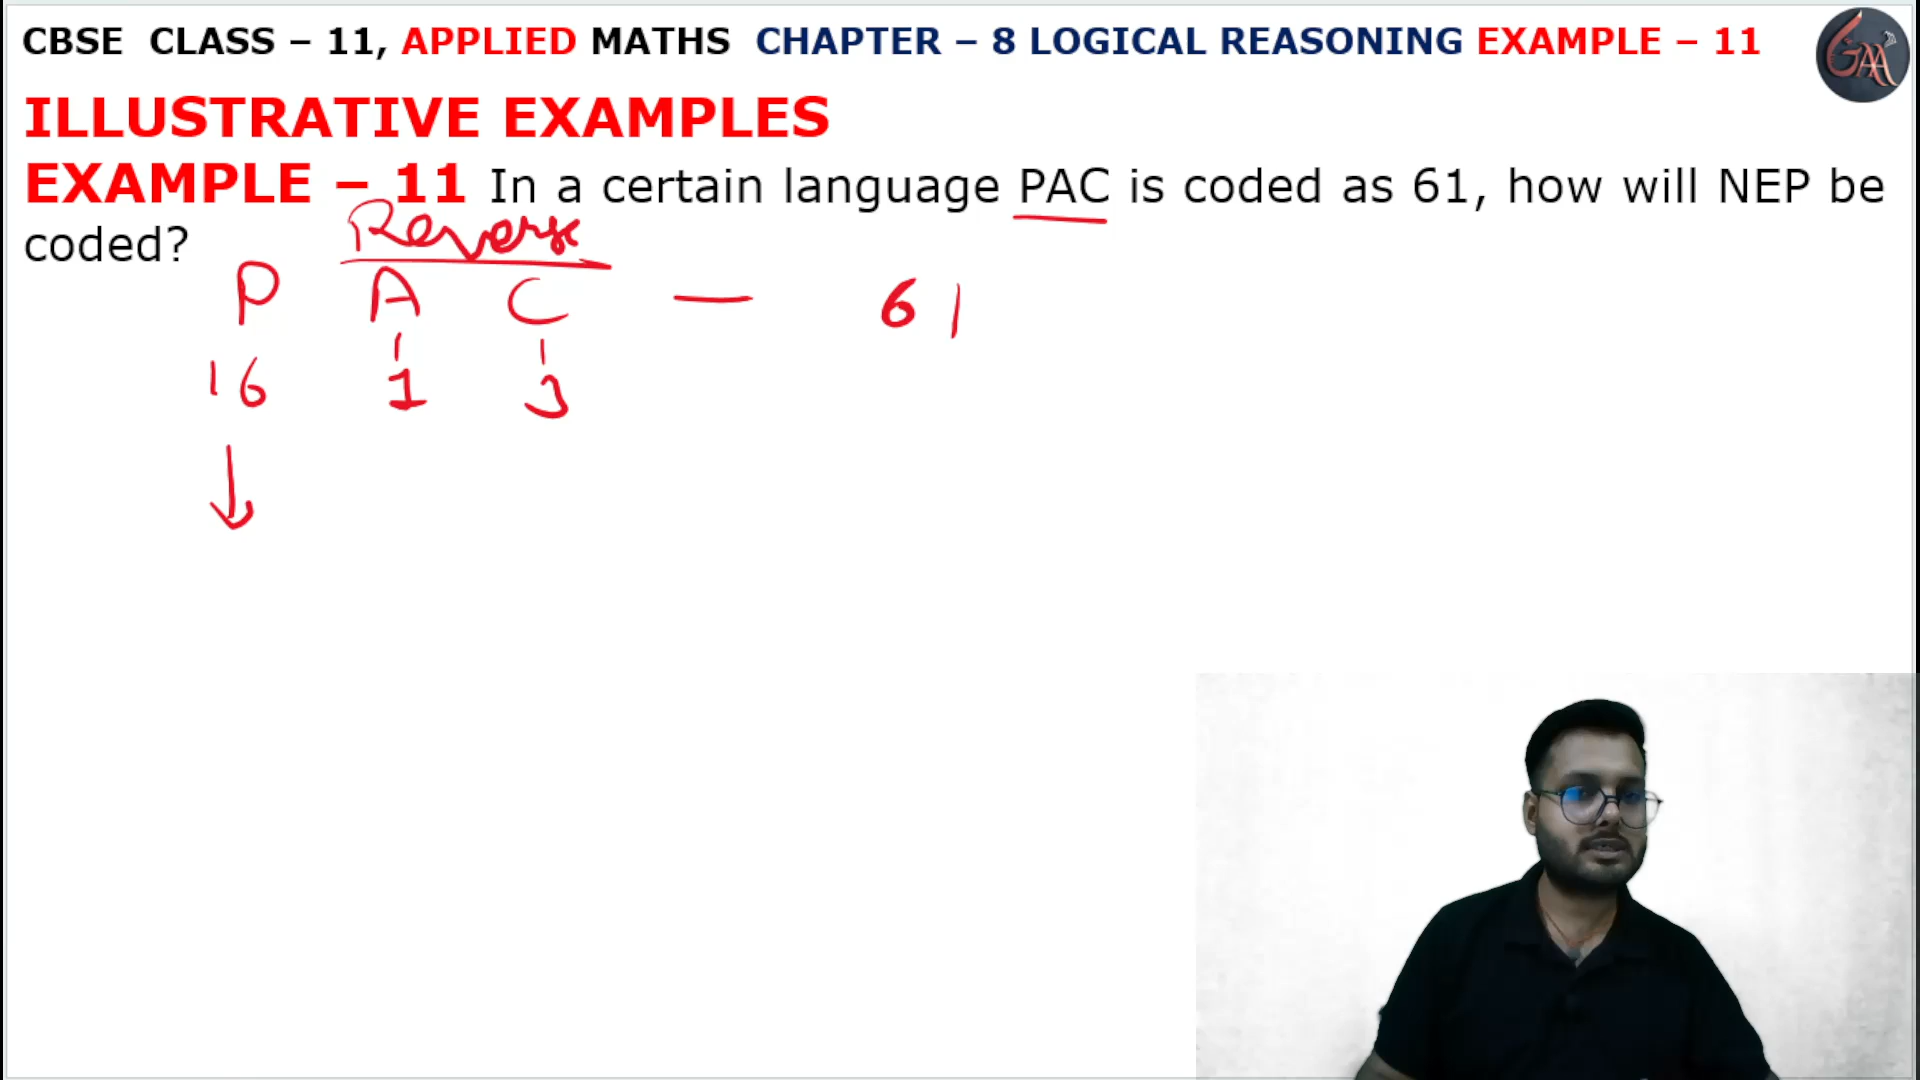 CBSE CLASS – 11, APPLIED MATHS CHAPTER – 8 LOGICAL REASONING EXAMPLE – 11
ILLUSTRATIVE EXAMPLES
EXAMPLE – 11 In a certain language PAC is coded as 61, how will NEP be
coded?
Reverse
P A C — 61
16 1 3